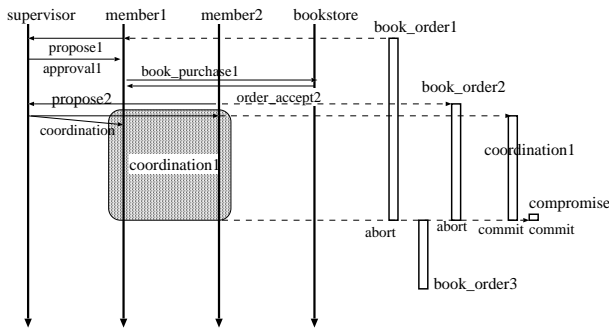 supervisor member1 member2 bookstore
book_order1
propose1
approval1
book_purchase1
book_order2
propose2
order_accept2
coordination
coordination1
coordination1
compromise
abort
abort
commit commit
book_order3